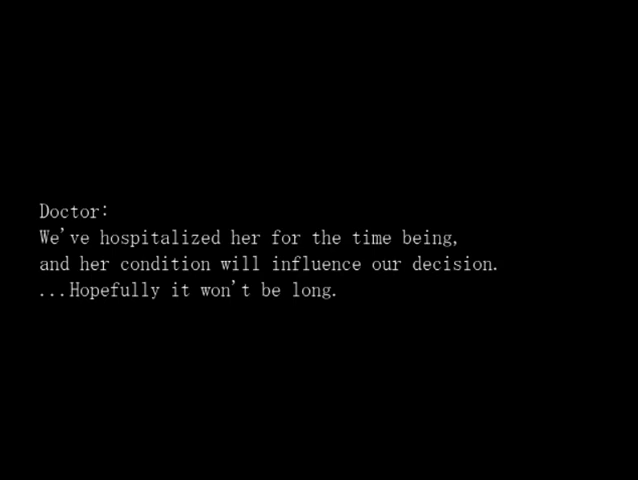 Doctor:
We've hospitalized her for the time being,
and her condition will influence our decision.
...Hopefully it won't be long.